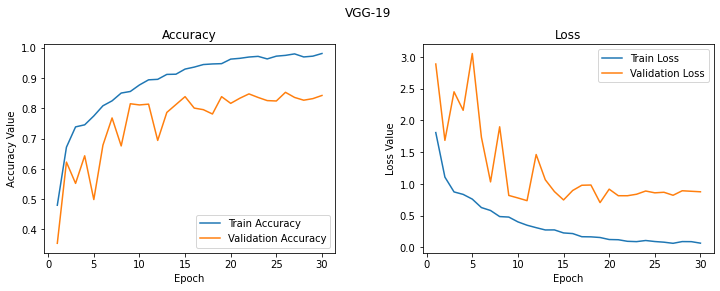 VGG-19
Accuracy
Accuracy Value
1.0
0.9
0.8
0.7
0.6
0.5
0.4
0
5
10
15
20
25
30
Epoch
Train Accuracy
Validation Accuracy
Loss
Loss Value
3.0
2.5
2.0
1.5
1.0
0.5
0.0
0
5
10
15
20
25
30
Epoch
Train Loss
Validation Loss